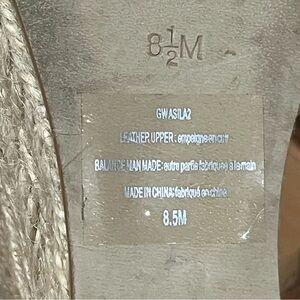 8½M
GWASILA2
LEATHER UPPER : empeigne en cuir
BALANCE MAN MADE: autre partie fabriquee a la main
MADE IN CHINA: fabriqué en chine
8.5M